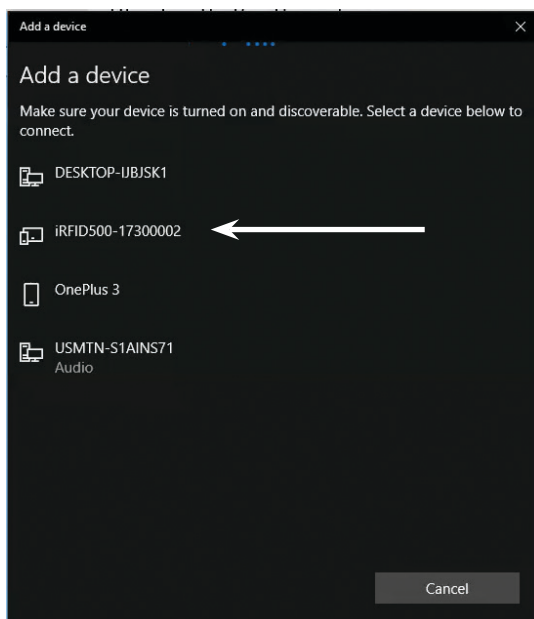 Add a device
Add a device
Make sure your device is turned on and discoverable. Select a device below to
connect.
DESKTOP-IJBJSK1
iRFID500-17300002
OnePlus 3
USMTN-S1AINS71
Audio
Cancel